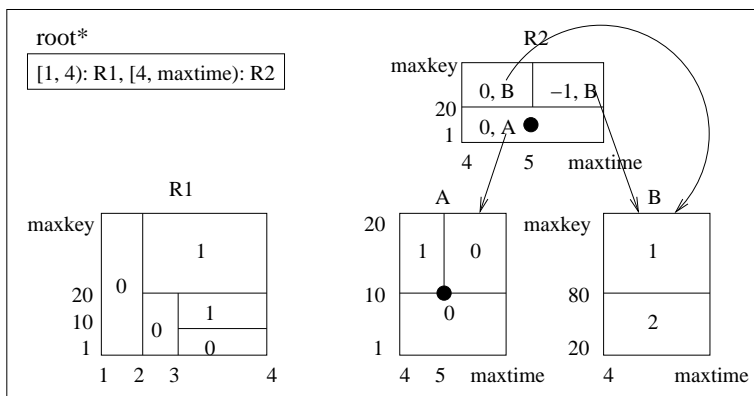 root*
[1, 4): R1, [4, maxtime): R2
R2
maxkey
0, B
−1, B
20
0, A
1
4 5 maxtime
R1
maxkey
1
0
20
10
1
0
1
0
1 2 3 4
A
20
1 0
10
0
1
4 5 maxtime
B
maxkey
1
80
2
20
4 maxtime